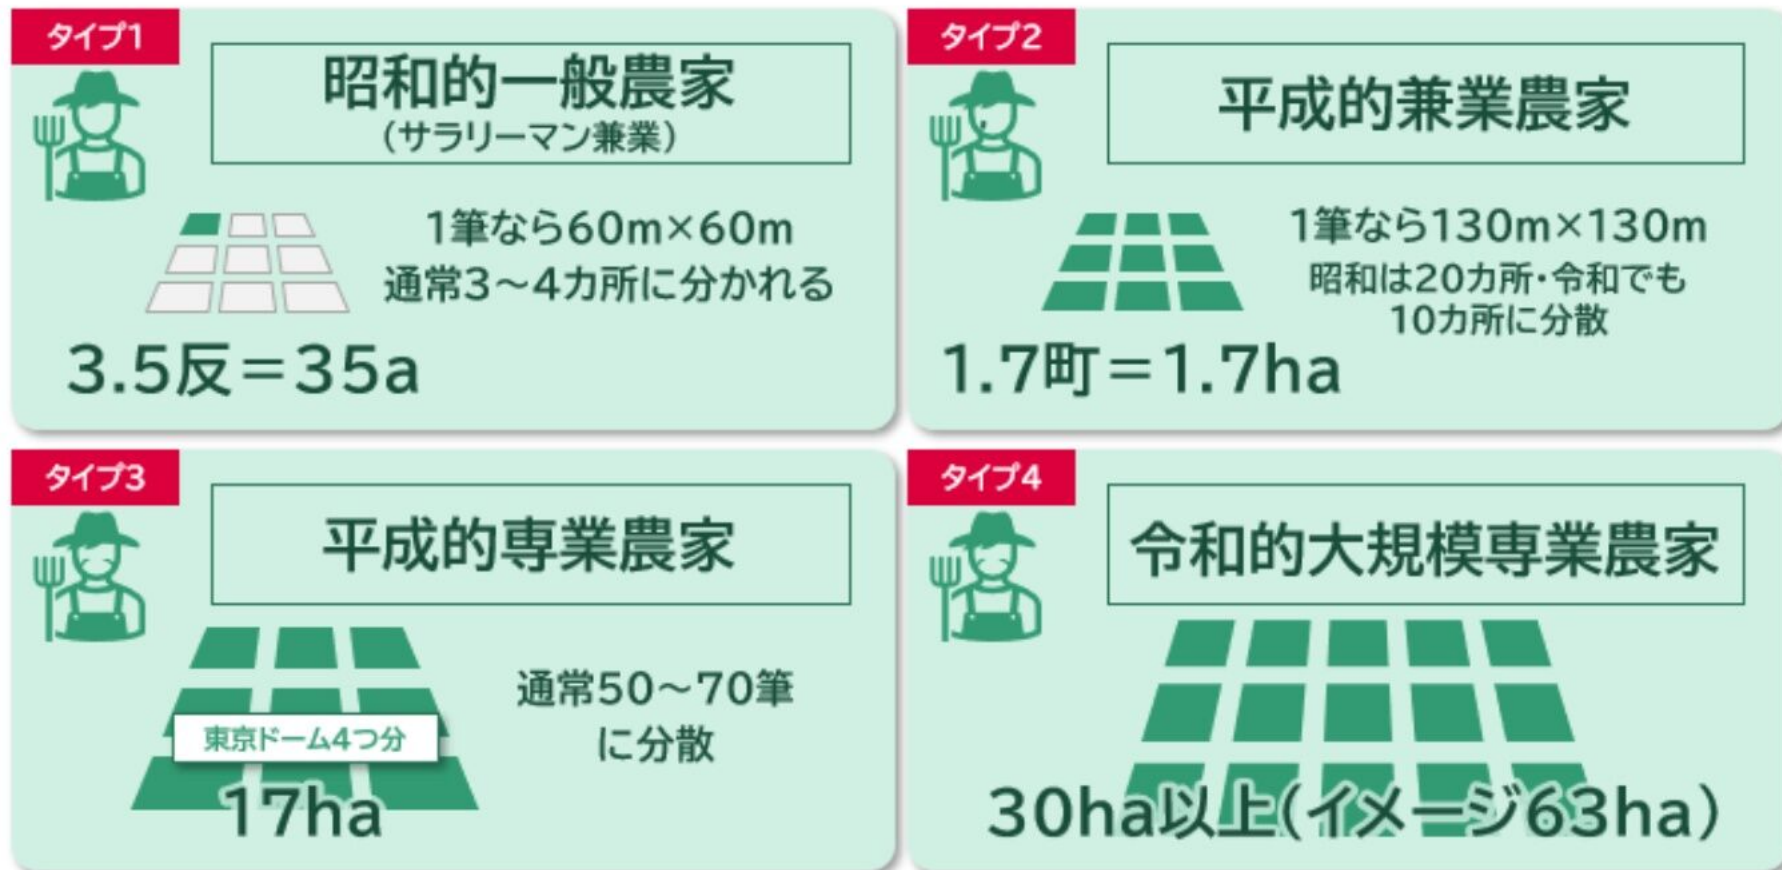 タイプ1
昭和的一般農家
(サラリーマン兼業)
1筆なら60m×60m
通常3～4カ所に分かれる
3.5反＝35a
タイプ2
平成的兼業農家
1筆なら130m×130m
昭和は20カ所・令和でも
10カ所に分散
1.7町＝1.7ha
タイプ3
平成的専業農家
通常50～70筆
に分散
東京ドーム4つ分
17ha
タイプ4
令和的大規模専業農家
30ha以上(イメージ63ha)